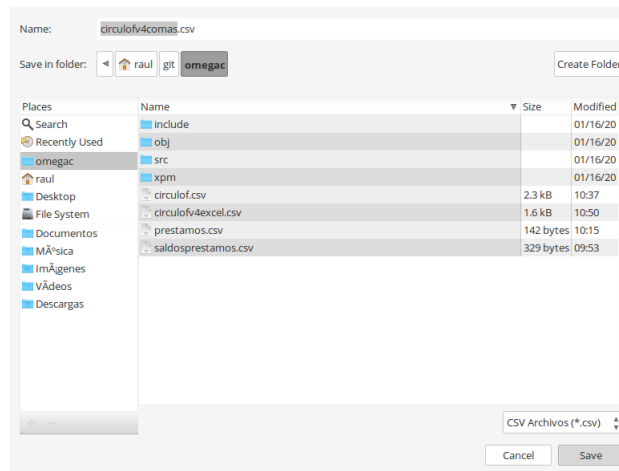 Name: circulofv4comas.csv
Save in folder: raul git omegac Create Folder
Places Name Size Modified
Search include 01/16/20
Recently Used obj 01/16/20
omegac src 01/16/20
raul xpm 01/16/20
Desktop circulof.csv 2.3 kB 10:37
File System circulofv4excel.csv 1.6 kB 10:50
Documentos prestamos.csv 142 bytes 10:15
MÃºsica saldosprestamos.csv 329 bytes 09:53
ImÃ¡genes
VÃdeos
Descargas
CSV Archivos (*.csv)
Cancel Save